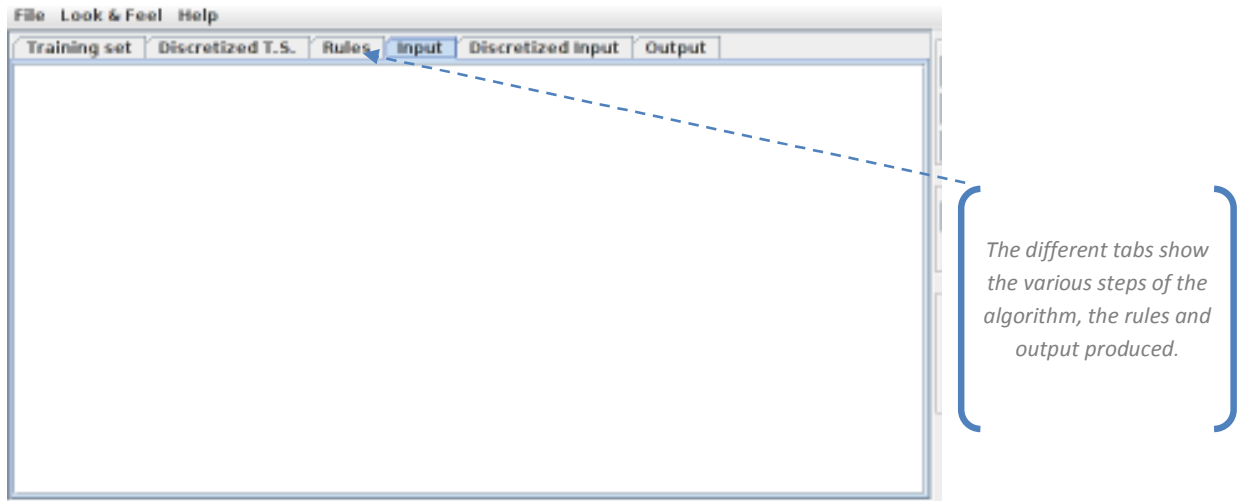 File Look & Feel Help
Training set Discretized T.S. Rules Input Discretized Input Output
The different tabs show
the various steps of the
algorithm, the rules and
output produced.